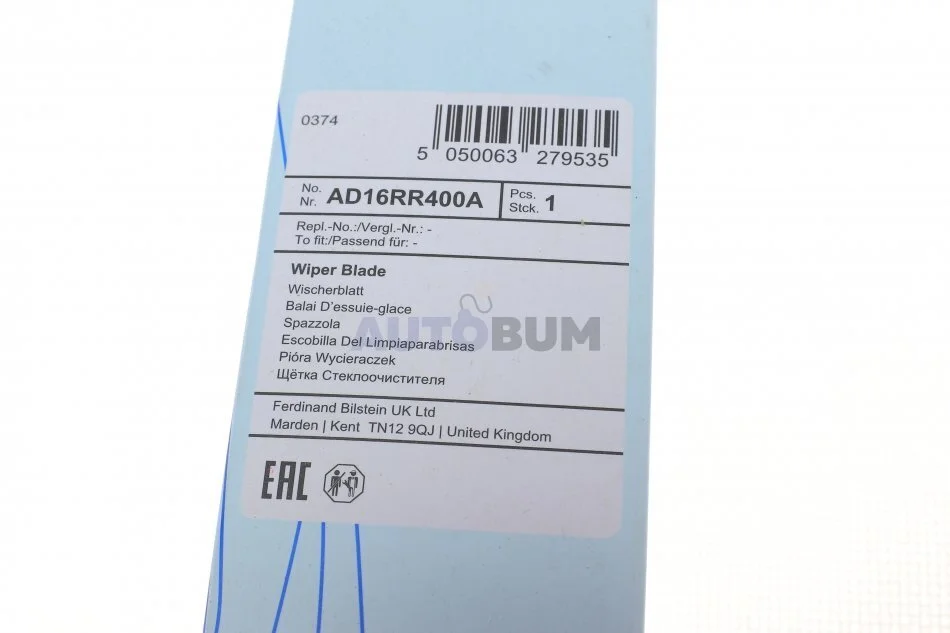 0374
5 050063 279535
No.
Nr. AD16RR400A
Pcs.
Stck. 1
Repl.-No.:/Vergl.-Nr.: -
To fit:/Passend für: -
Wiper Blade
Wischerblatt
Balai D'essuie-glace
Spazzola
Escobilla Del Limpiaparabrisas
Pióra Wycieraczek
Щётка Стеклоочистителя
AUTOBUM
Ferdinand Bilstein UK Ltd
Marden | Kent TN12 9QJ | United Kingdom
EAC